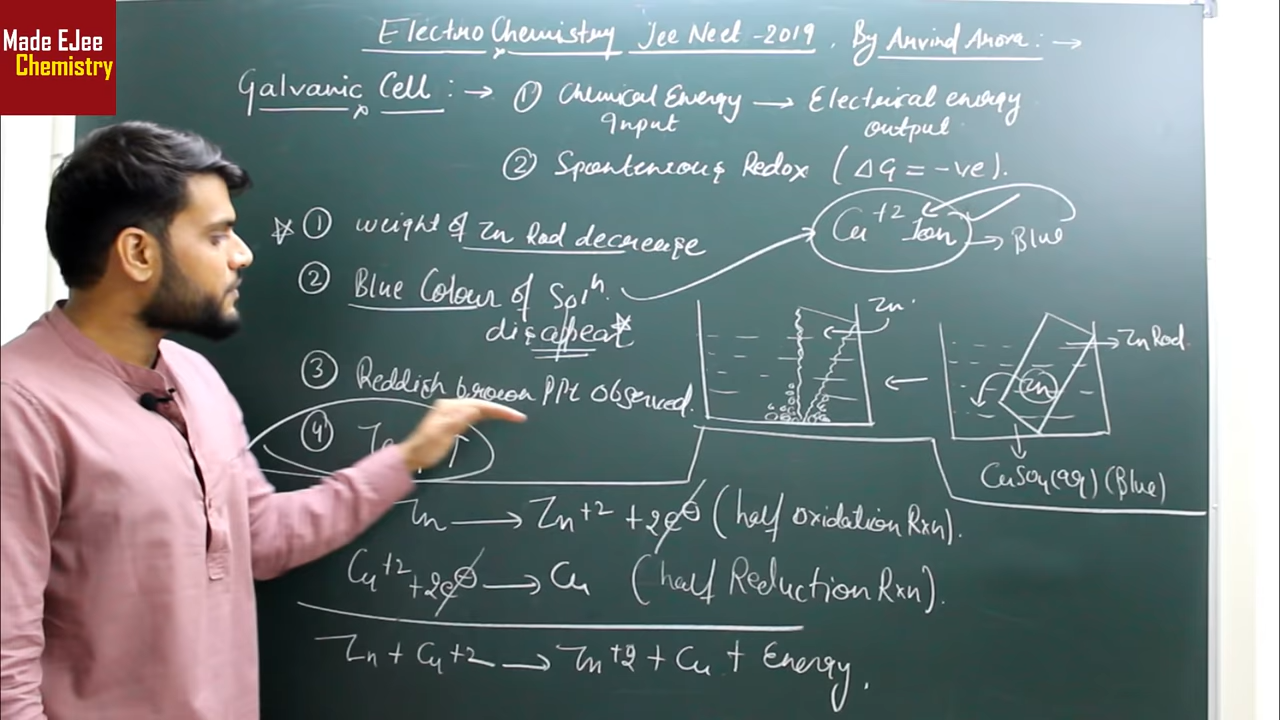 Made EJee
Chemistry
Electro Chemistry Jee Neet - 2019. By Arvind Arora : →
Galvanic Cell : → ① Chemical Energy → Electrical energy
Input output
② Spontaneous Redox (ΔG = -ve).
① weight of Zn Rod decrease
Cu+2 Ion → Blue
② Blue Colour of Solⁿ.
disappear
Zn
Zn Rod
Zn
③ Reddish brown PPt Observed.
④
CuSO4(aq) (Blue)
Zn → Zn+2 + 2e⊖ (half oxidation Rxn).
Cu+2 + 2e⊖ → Cu (half Reduction Rxn).
Zn + Cu+2 → Zn+2 + Cu + Energy.